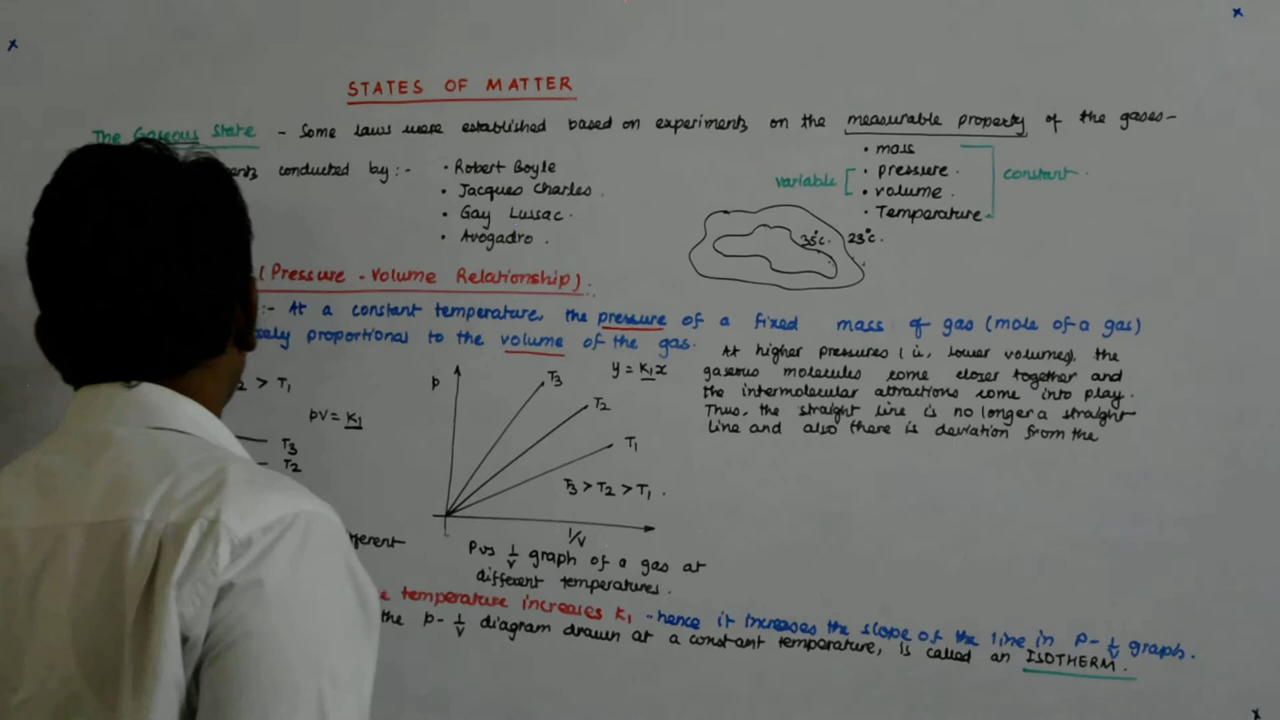 STATES OF MATTER
The Gaseous State - Some laws were established based on experiments on the measurable property of the gases-
conducted by:-
· Robert Boyle
· Jacques Charles.
· Gay Lussac.
· Avogadro.
· mass
· pressure.
· volume.
· Temperature
variable
constant.
35°c. 23°c.
(Pressure - Volume Relationship).
:- At a constant temperature, the pressure of a fixed mass of gas (mole of a gas)
proportional to the volume of the gas.
2 > T1
PV = K1
T3
T2
P
T3
T2
T1
y = K1x
T3 > T2 > T1.
1/V
P vs 1/V graph of a gas at
different temperatures.
At higher pressures (ie, lower volumes), the
gaseous molecules come closer together and
the intermolecular attractions come into play.
Thus, the straight line is no longer a straight
line and also there is deviation from the
temperature increases K1 - hence it increases the slope of the line in P- 1/V graph.
the P- 1/V diagram drawn at a constant temperature, is called an ISOTHERM.